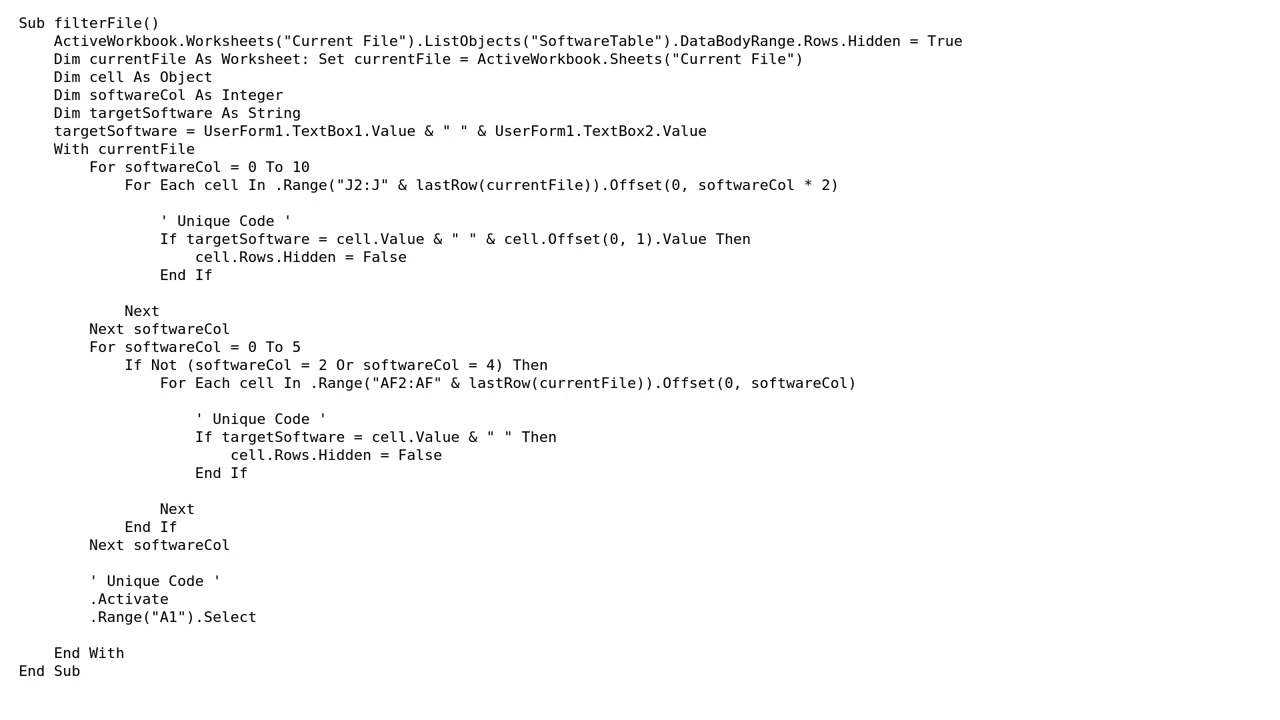 Sub filterFile()
    ActiveWorkbook.Worksheets("Current File").ListObjects("SoftwareTable").DataBodyRange.Rows.Hidden = True
    Dim currentFile As Worksheet: Set currentFile = ActiveWorkbook.Sheets("Current File")
    Dim cell As Object
    Dim softwareCol As Integer
    Dim targetSoftware As String
    targetSoftware = UserForm1.TextBox1.Value & " " & UserForm1.TextBox2.Value
    With currentFile
        For softwareCol = 0 To 10
            For Each cell In .Range("J2:J" & lastRow(currentFile)).Offset(0, softwareCol * 2)

                ' Unique Code '
                If targetSoftware = cell.Value & " " & cell.Offset(0, 1).Value Then
                    cell.Rows.Hidden = False
                End If

            Next
        Next softwareCol
        For softwareCol = 0 To 5
            If Not (softwareCol = 2 Or softwareCol = 4) Then
                For Each cell In .Range("AF2:AF" & lastRow(currentFile)).Offset(0, softwareCol)

                    ' Unique Code '
                    If targetSoftware = cell.Value & " " Then
                        cell.Rows.Hidden = False
                    End If

                Next
            End If
        Next softwareCol

        ' Unique Code '
        .Activate
        .Range("A1").Select

    End With
End Sub